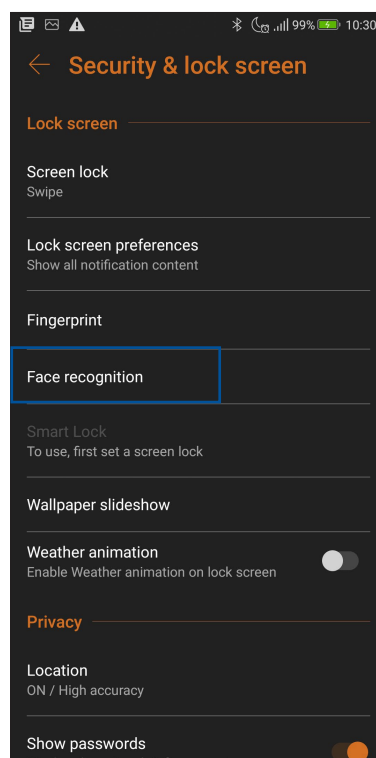 99% 10:30
Security & lock screen
Lock screen
Screen lock
Swipe
Lock screen preferences
Show all notification content
Fingerprint
Face recognition
Smart Lock
To use, first set a screen lock
Wallpaper slideshow
Weather animation
Enable Weather animation on lock screen
Privacy
Location
ON / High accuracy
Show passwords